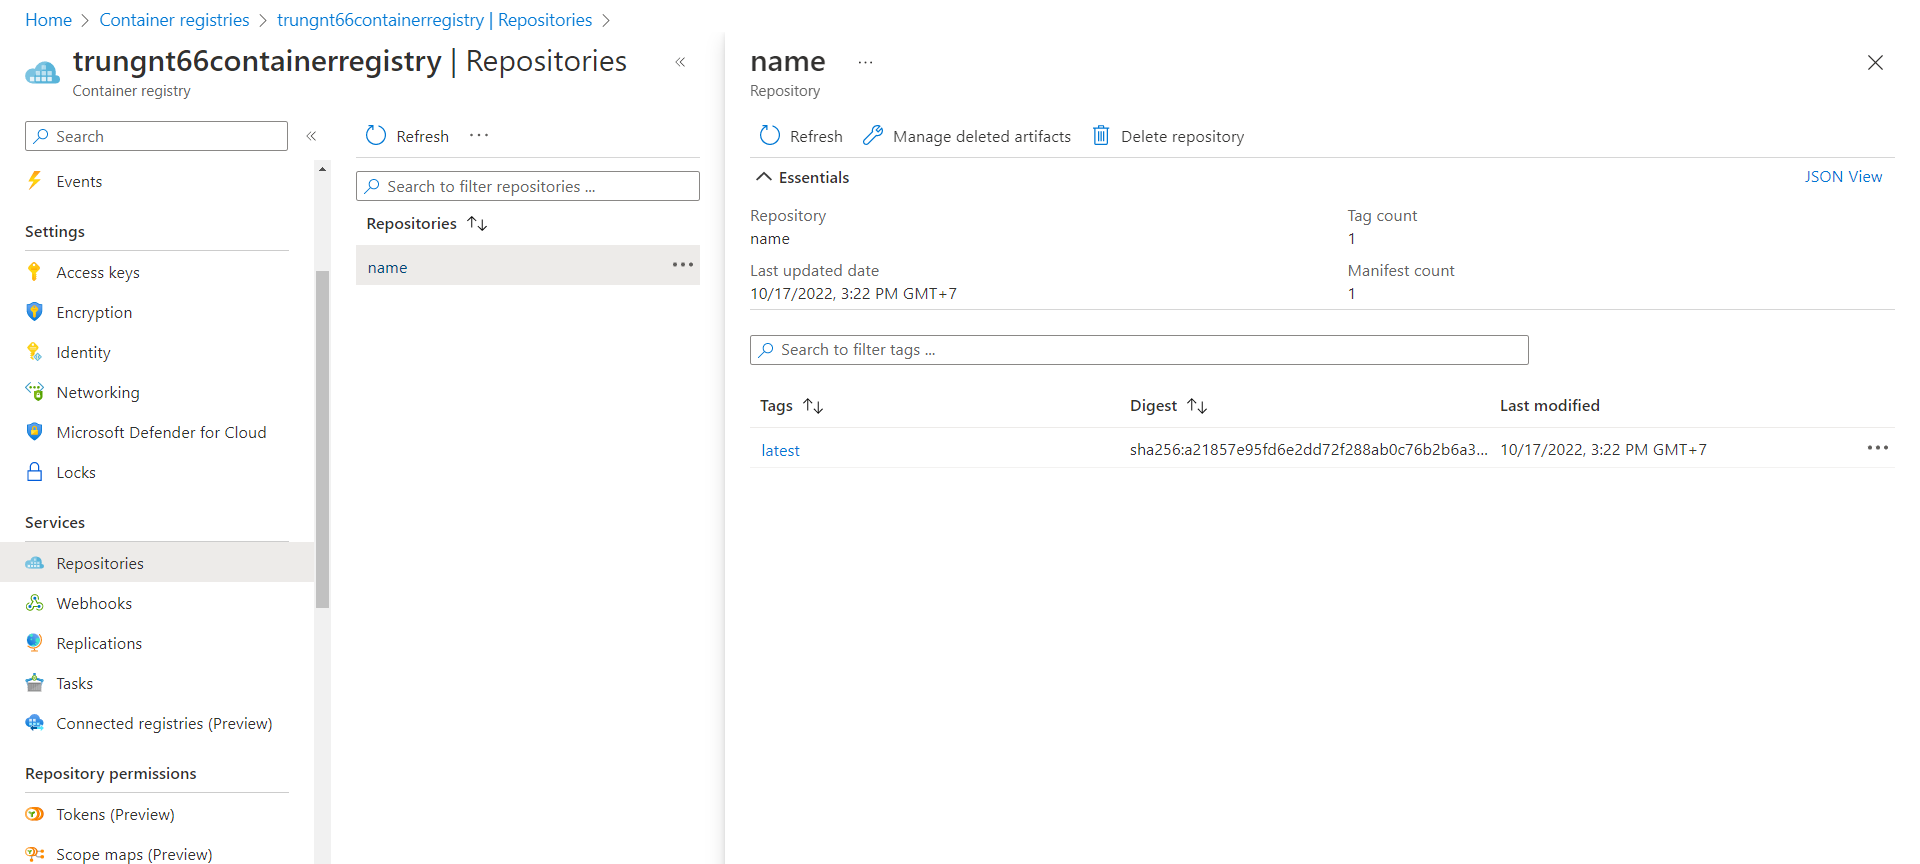 Home > Container registries > trungnt66containerregistry | Repositories >
trungnt66containerregistry | Repositories «
Container registry
Search «
Events
Settings
Access keys
Encryption
Identity
Networking
Microsoft Defender for Cloud
Locks
Services
Repositories
Webhooks
Replications
Tasks
Connected registries (Preview)
Repository permissions
Tokens (Preview)
Scope maps (Preview)
Refresh ···
Search to filter repositories ...
Repositories ↑↓
name ···
name ···
Repository
Refresh Manage deleted artifacts Delete repository
Essentials JSON View
Repository
name
Last updated date
10/17/2022, 3:22 PM GMT+7
Tag count
1
Manifest count
1
Search to filter tags ...
Tags ↑↓ Digest ↑↓ Last modified
latest sha256:a21857e95fd6e2dd72f288ab0c76b2b6a3... 10/17/2022, 3:22 PM GMT+7 ···